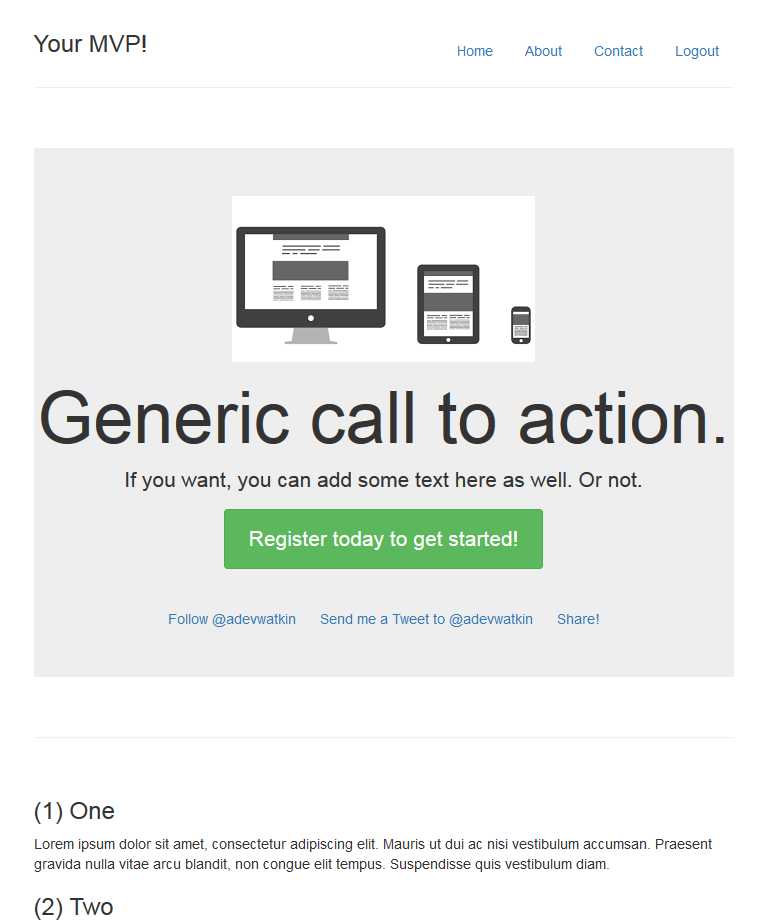 Your MVP!
Home About Contact Logout
Generic call to action.
If you want, you can add some text here as well. Or not.
Register today to get started!
Follow @adevwatkin Send me a Tweet to @adevwatkin Share!
(1) One
Lorem ipsum dolor sit amet, consectetur adipiscing elit. Mauris ut dui ac nisi vestibulum accumsan. Praesent
gravida nulla vitae arcu blandit, non congue elit tempus. Suspendisse quis vestibulum diam.
(2) Two